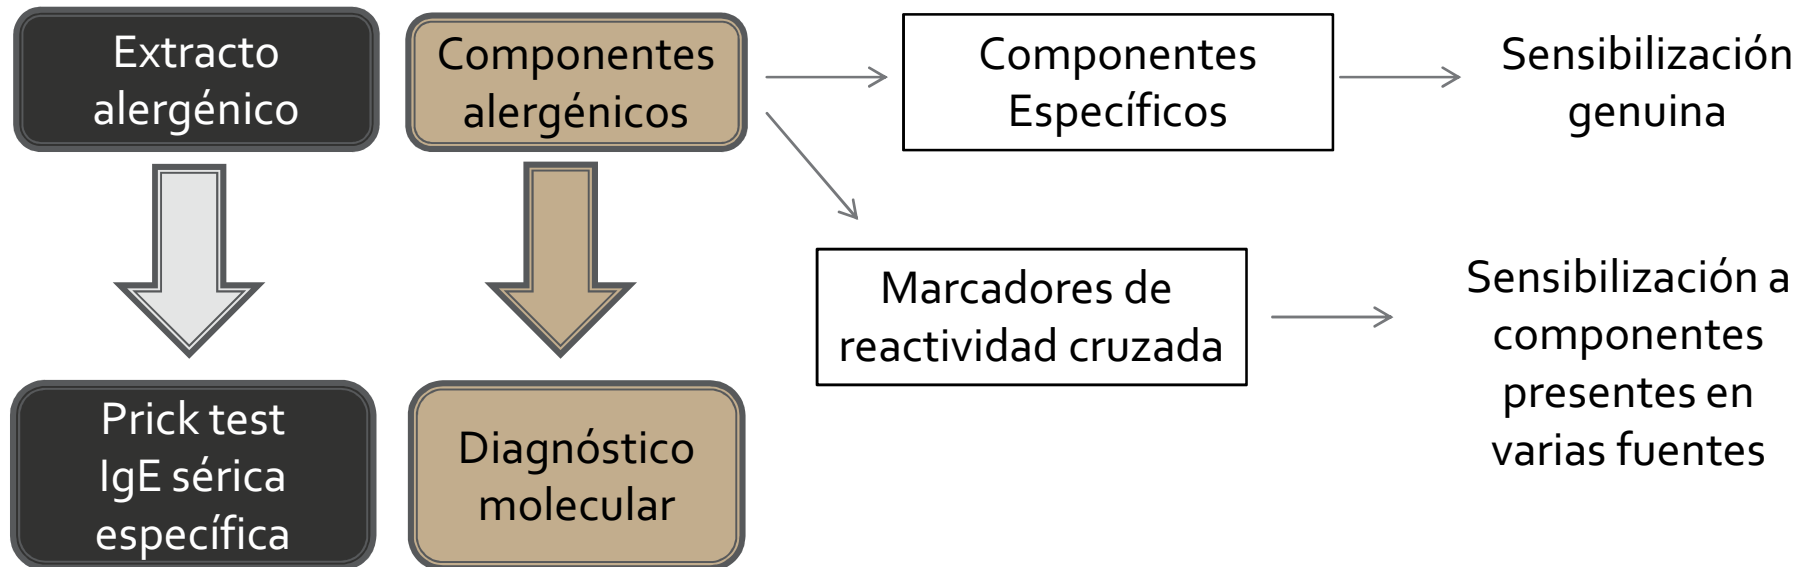 Extracto
alergénico
Componentes
alergénicos
Componentes
Específicos
Sensibilización
genuina
Marcadores de
reactividad cruzada
Sensibilización a
componentes
presentes en
varias fuentes
Prick test
IgE sérica
específica
Diagnóstico
molecular